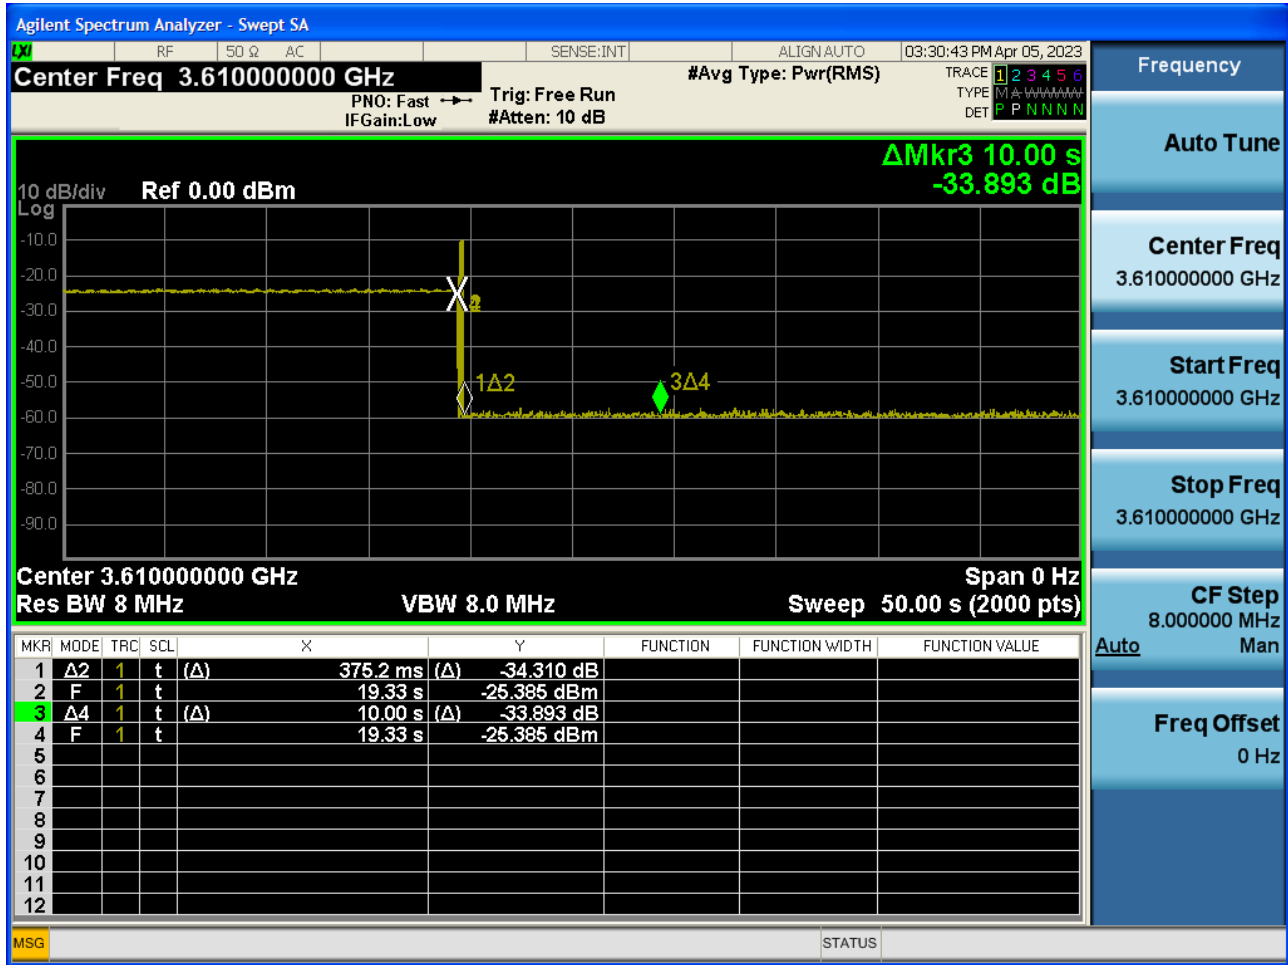 Agilent Spectrum Analyzer - Swept SA
LXI RF 50 Ω AC SENSE:INT ALIGN AUTO 03:30:43 PM Apr 05, 2023
Center Freq 3.610000000 GHz
PNO: Fast
IFGain:Low
Trig: Free Run
#Atten: 10 dB
#Avg Type: Pwr(RMS)
TRACE 1 2 3 4 5 6
TYPE M A W W W W
DET P P N N N N
Frequency
Auto Tune
Center Freq
3.610000000 GHz
Start Freq
3.610000000 GHz
Stop Freq
3.610000000 GHz
CF Step
8.000000 MHz
Auto Man
Freq Offset
0 Hz
ΔMkr3 10.00 s
-33.893 dB
10 dB/div Ref 0.00 dBm
Log
-10.0
-20.0
-30.0
-40.0
-50.0
-60.0
-70.0
-80.0
-90.0
1Δ2
3Δ4
Center 3.610000000 GHz Span 0 Hz
Res BW 8 MHz VBW 8.0 MHz Sweep 50.00 s (2000 pts)
MKR MODE TRC SCL X Y FUNCTION FUNCTION WIDTH FUNCTION VALUE
1 Δ2 1 t (Δ) 375.2 ms (Δ) -34.310 dB
2 F 1 t 19.33 s -25.385 dBm
3 Δ4 1 t (Δ) 10.00 s (Δ) -33.893 dB
4 F 1 t 19.33 s -25.385 dBm
5
6
7
8
9
10
11
12
MSG STATUS